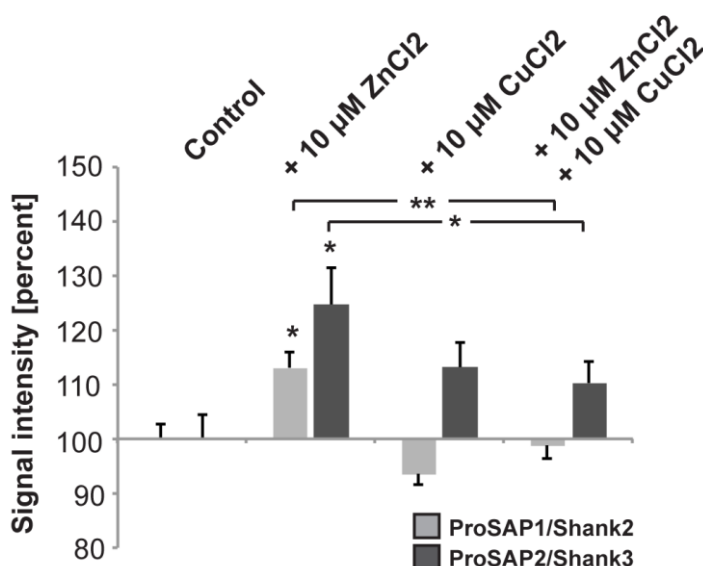 Control
+ 10 µM ZnCl2
+ 10 µM CuCl2
+ 10 µM ZnCl2
+ 10 µM CuCl2
Signal intensity [percent]
150
140
130
120
110
100
90
80
**
*
*
*
ProSAP1/Shank2
ProSAP2/Shank3